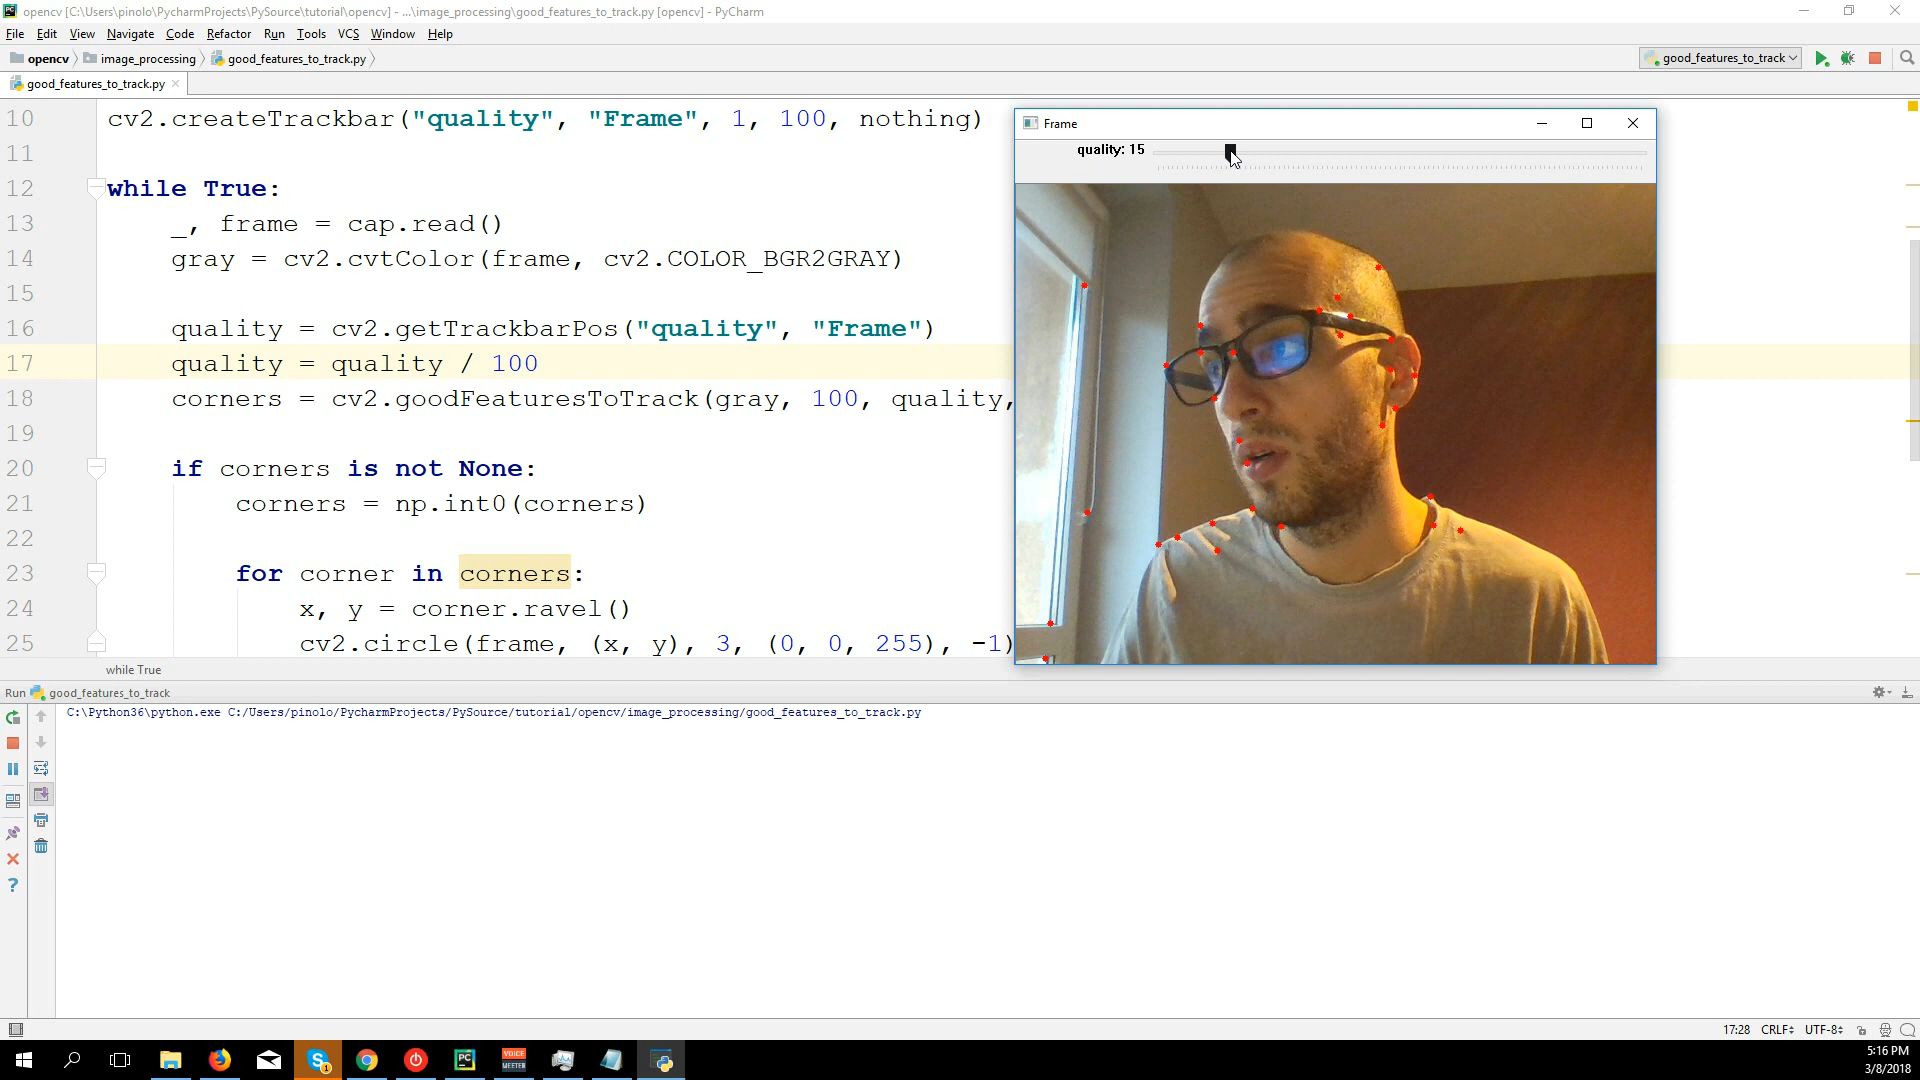 opencv [C:\Users\pinolo\PycharmProjects\PySource\tutorial\opencv] - ...\image_processing\good_features_to_track.py [opencv] - PyCharm
File Edit View Navigate Code Refactor Run Tools VCS Window Help
opencv image_processing good_features_to_track.py good_features_to_track
good_features_to_track.py
10 cv2.createTrackbar("quality", "Frame", 1, 100, nothing)
11
12 while True:
13 _, frame = cap.read()
14 gray = cv2.cvtColor(frame, cv2.COLOR_BGR2GRAY)
15
16 quality = cv2.getTrackbarPos("quality", "Frame")
17 quality = quality / 100
18 corners = cv2.goodFeaturesToTrack(gray, 100, quality,
19
20 if corners is not None:
21 corners = np.int0(corners)
22
23 for corner in corners:
24 x, y = corner.ravel()
25 cv2.circle(frame, (x, y), 3, (0, 0, 255), -1)
Frame
quality: 15
while True
Run good_features_to_track
C:\Python36\python.exe C:/Users/pinolo/PycharmProjects/PySource/tutorial/opencv/image_processing/good_features_to_track.py
17:28 CRLF UTF-8
VOICE
MEETER
5:16 PM
3/8/2018